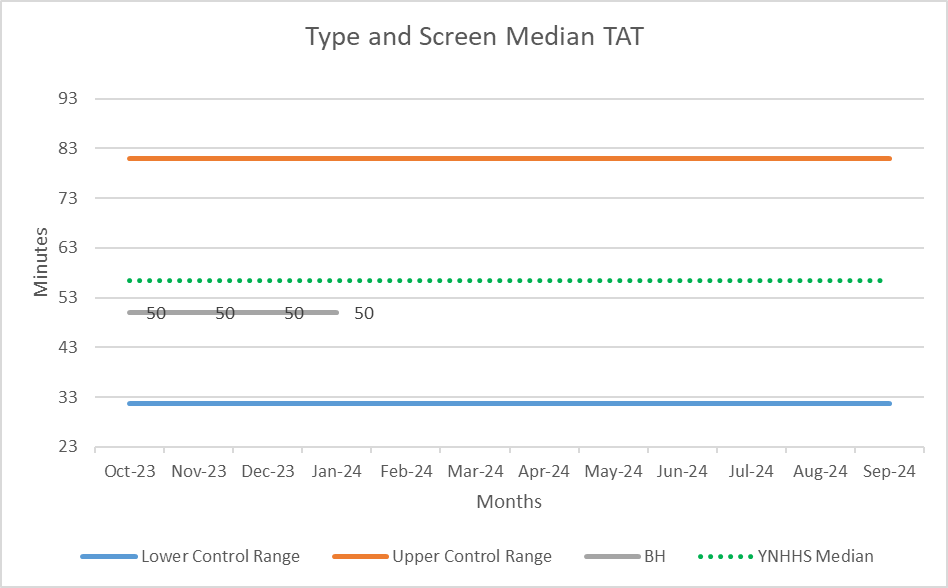 Type and Screen Median TAT
93
83
73
63
53
43
33
23
Minutes
50 50 50 50
Oct-23 Nov-23 Dec-23 Jan-24 Feb-24 Mar-24 Apr-24 May-24 Jun-24 Jul-24 Aug-24 Sep-24
Months
Lower Control Range Upper Control Range BH YNHHS Median